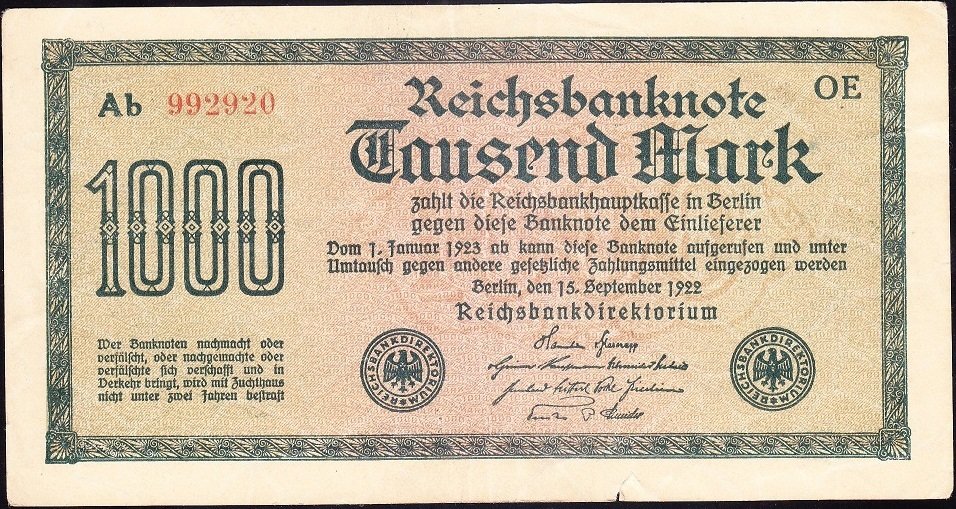 Ab 992920
OE
Reichsbanknote
Tausend Mark
1000
zahlt die Reichsbankhauptkasse in Berlin
gegen diese Banknote dem Einlieferer
Vom 1. Januar 1923 ab kann diese Banknote aufgerufen und unter
Umtausch gegen andere gesetzliche Zahlungsmittel eingezogen werden
Berlin, den 15. September 1922
Reichsbankdirektorium
Wer Banknoten nachmacht oder
verfälscht, oder nachgemachte oder
verfälschte sich verschafft und in
Verkehr bringt, wird mit Zuchthaus
nicht unter zwei Jahren bestraft
REICHSBANKDIREKTORIUM
REICHSBANKDIREKTORIUM